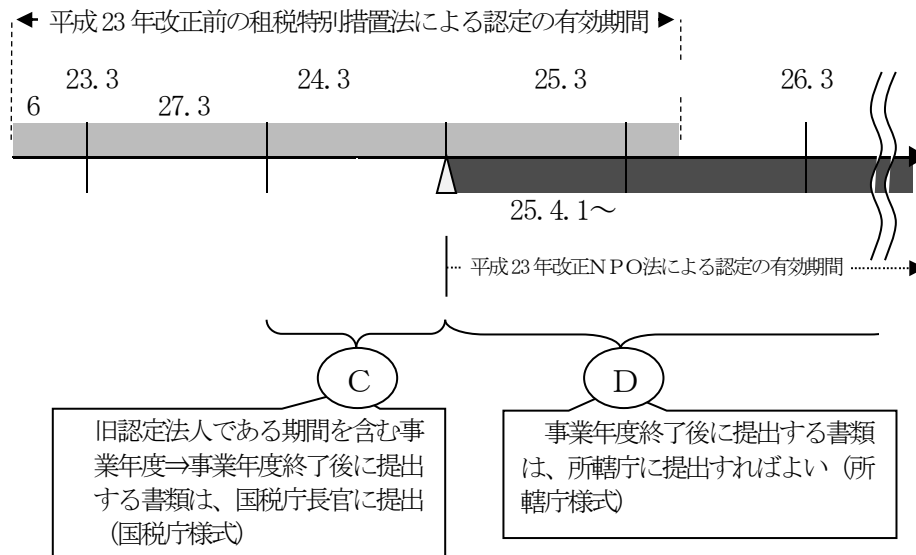 平成 23 年改正前の租税特別措置法による認定の有効期間
23.3 24.3 25.3 26.3
6 27.3
25.4.1～
平成 23 年改正ＮＰＯ法による認定の有効期間
Ｃ Ｄ
旧認定法人である期間を含む事
業年度⇒事業年度終了後に提出
する書類は、国税庁長官に提出
（国税庁様式）
事業年度終了後に提出する書類
は、所轄庁に提出すればよい（所
轄庁様式）